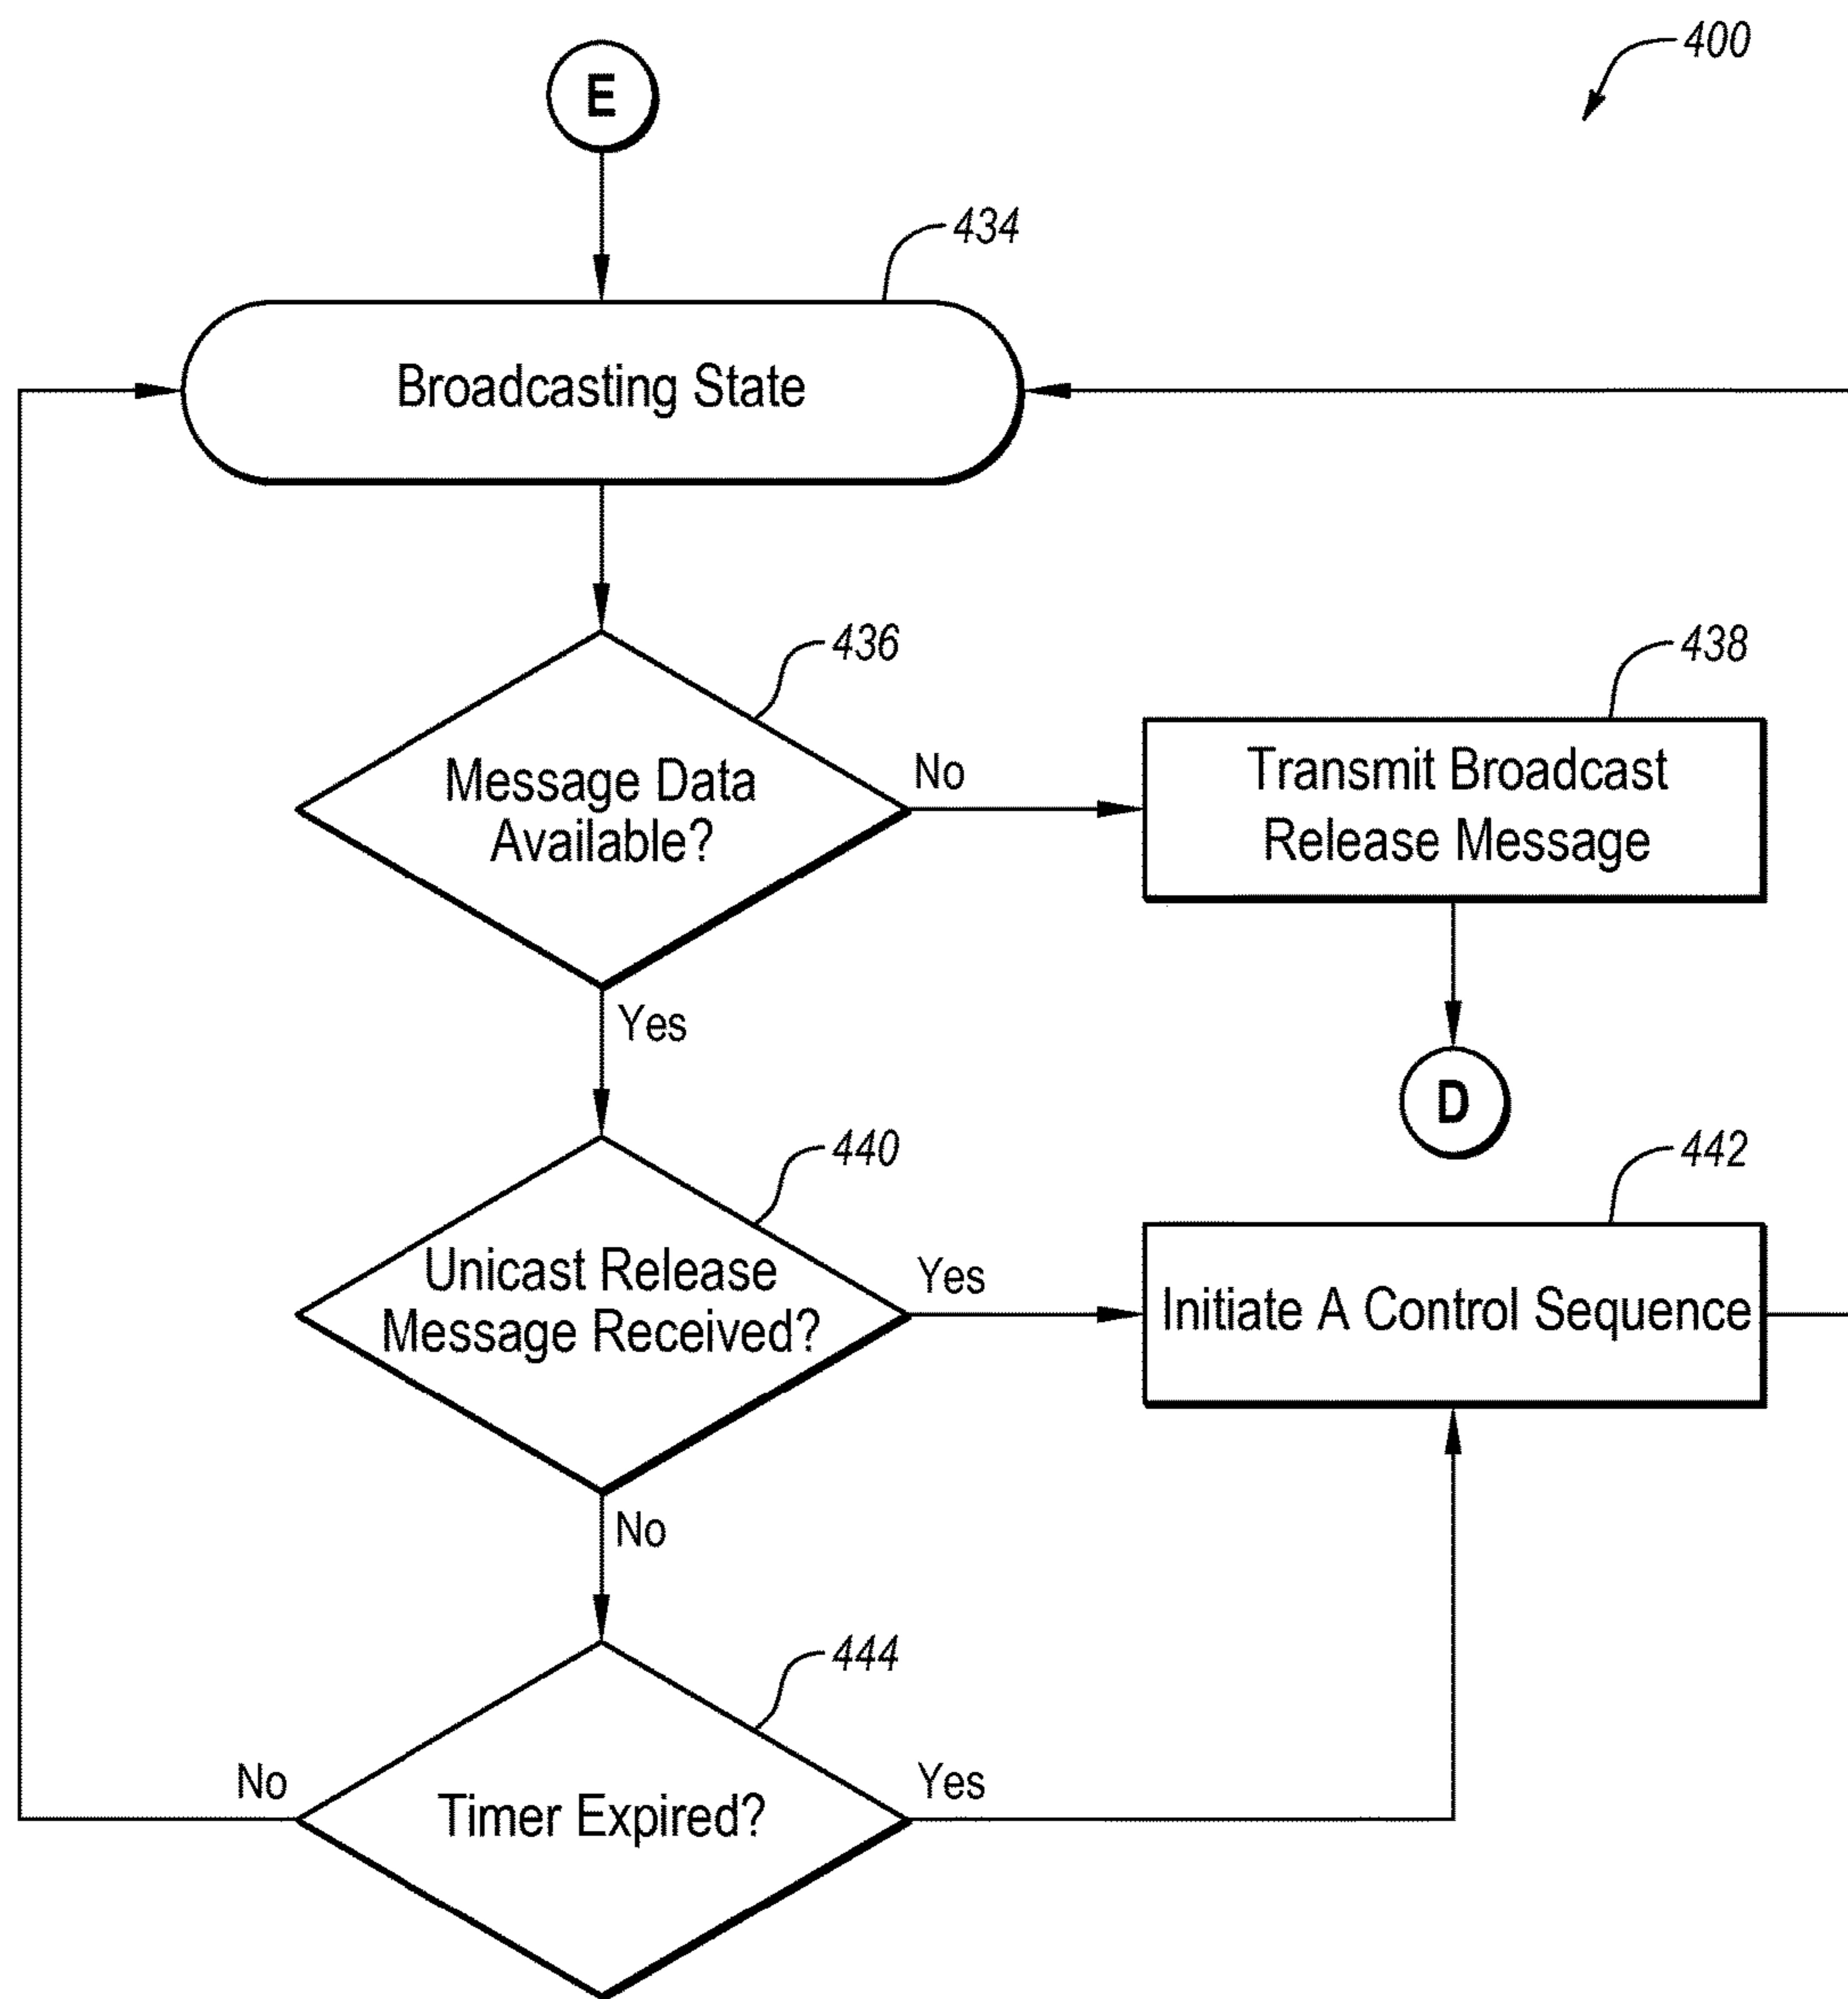 400
E
434
Broadcasting State
436
438
Message Data
Available?
No
Transmit Broadcast
Release Message
Yes
D
440
442
Unicast Release
Message Received?
Yes
Initiate A Control Sequence
No
444
No
Timer Expired?
Yes